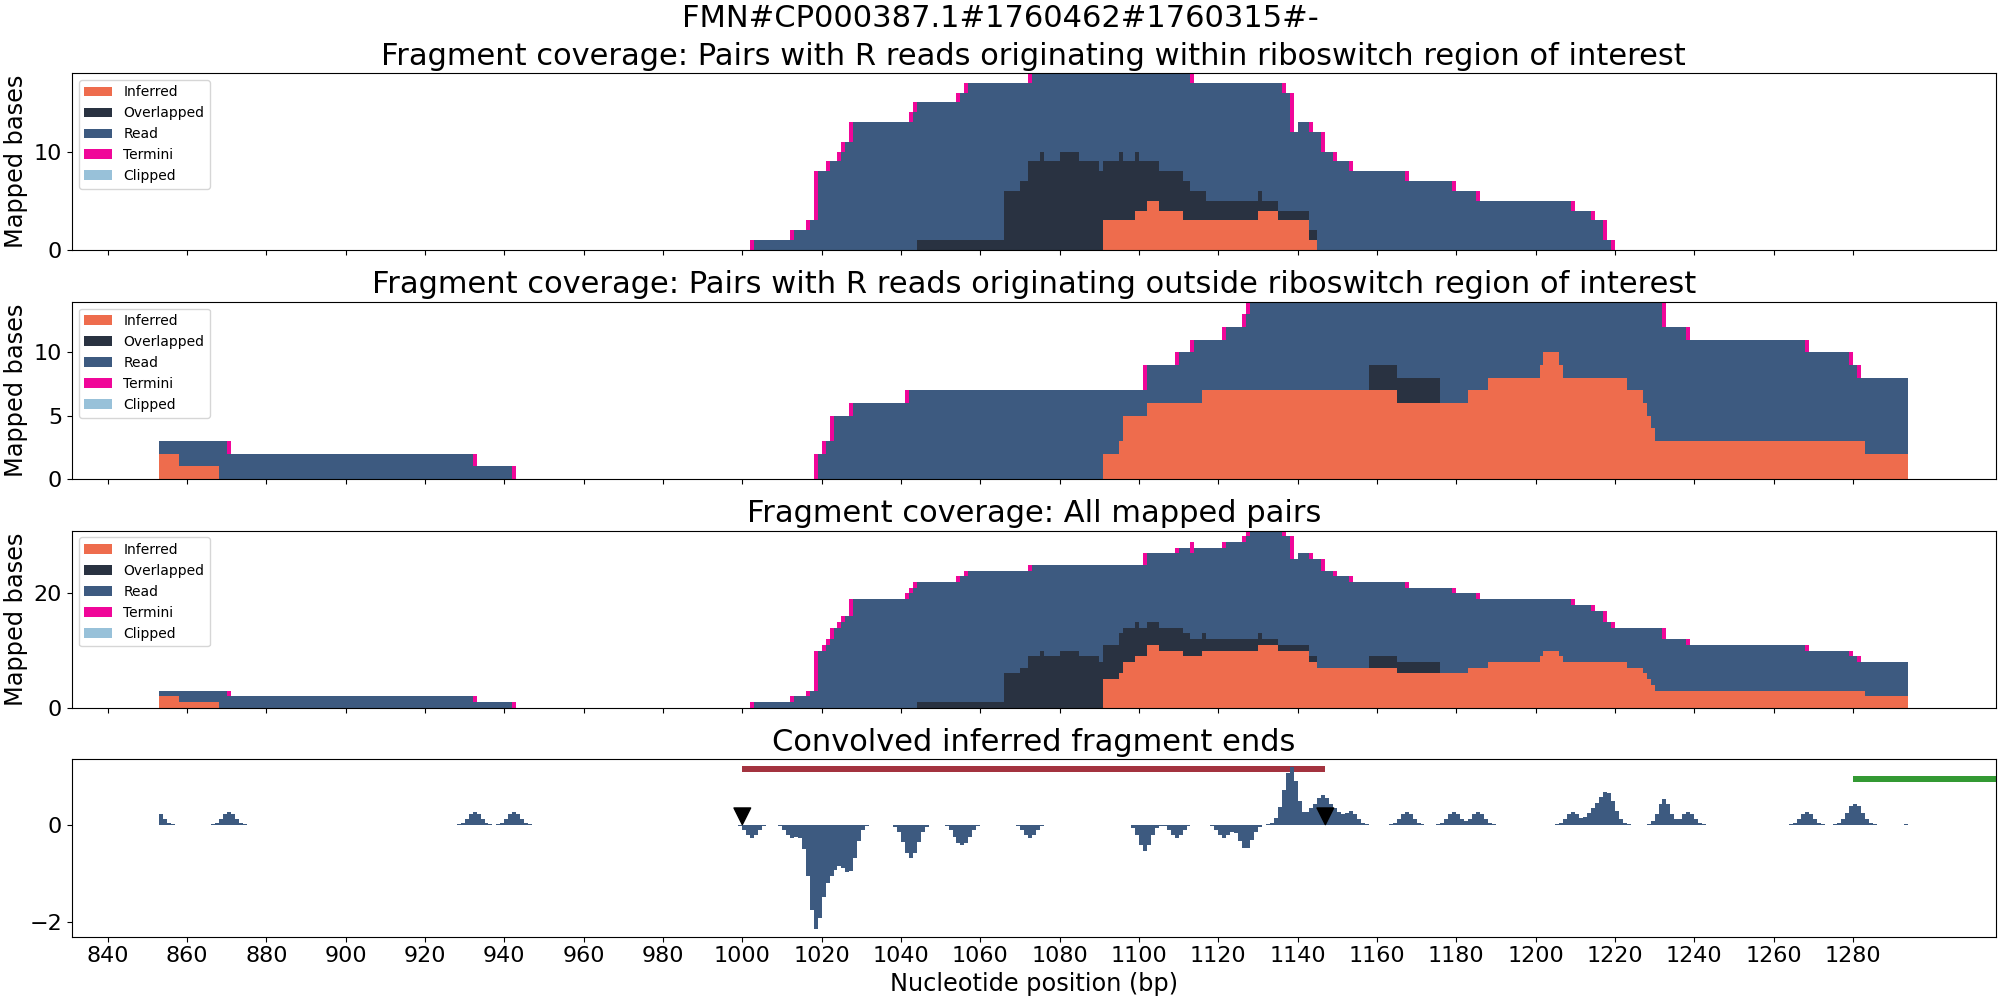 FMN#CP000387.1#1760462#1760315#-
Fragment coverage: Pairs with R reads originating within riboswitch region of interest
Mapped bases
10
0
Inferred
Overlapped
Read
Termini
Clipped
Fragment coverage: Pairs with R reads originating outside riboswitch region of interest
Mapped bases
10
5
0
Inferred
Overlapped
Read
Termini
Clipped
Fragment coverage: All mapped pairs
Mapped bases
20
0
Inferred
Overlapped
Read
Termini
Clipped
Convolved inferred fragment ends
0
−2
840 860 880 900 920 940 960 980 1000 1020 1040 1060 1080 1100 1120 1140 1160 1180 1200 1220 1240 1260 1280
Nucleotide position (bp)